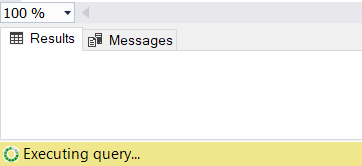 100 %
Results Messages
Executing query...